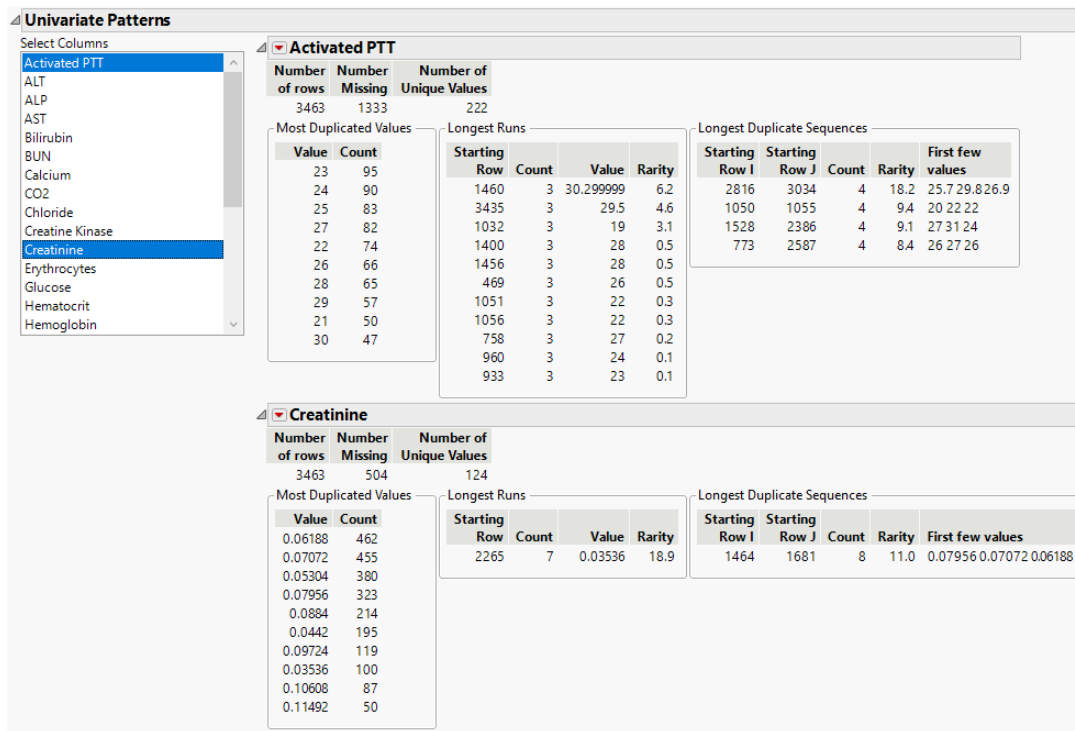 Univariate Patterns
Select Columns
Activated PTT
ALT
ALP
AST
Bilirubin
BUN
Calcium
CO2
Chloride
Creatine Kinase
Creatinine
Erythrocytes
Glucose
Hematocrit
Hemoglobin
Activated PTT
Number of rows Number Missing Number of Unique Values
3463 1333 222
Most Duplicated Values
Value Count
23 95
24 90
25 83
27 82
22 74
26 66
28 65
29 57
21 50
30 47
Longest Runs
Starting Row Count Value Rarity
1460 3 30.299999 6.2
3435 3 29.5 4.6
1032 3 19 3.1
1400 3 28 0.5
1456 3 28 0.5
469 3 26 0.5
1051 3 22 0.3
1056 3 22 0.3
758 3 27 0.2
960 3 24 0.1
933 3 23 0.1
Longest Duplicate Sequences
Starting Row I Starting Row J Count Rarity First few values
2816 3034 4 18.2 25.7 29.8 26.9
1050 1055 4 9.4 20 22 22
1528 2386 4 9.1 27 31 24
773 2587 4 8.4 26 27 26
Creatinine
Number of rows Number Missing Number of Unique Values
3463 504 124
Most Duplicated Values
Value Count
0.06188 462
0.07072 455
0.05304 380
0.07956 323
0.0884 214
0.0442 195
0.09724 119
0.03536 100
0.10608 87
0.11492 50
Longest Runs
Starting Row Count Value Rarity
2265 7 0.03536 18.9
Longest Duplicate Sequences
Starting Row I Starting Row J Count Rarity First few values
1464 1681 8 11.0 0.07956 0.07072 0.06188